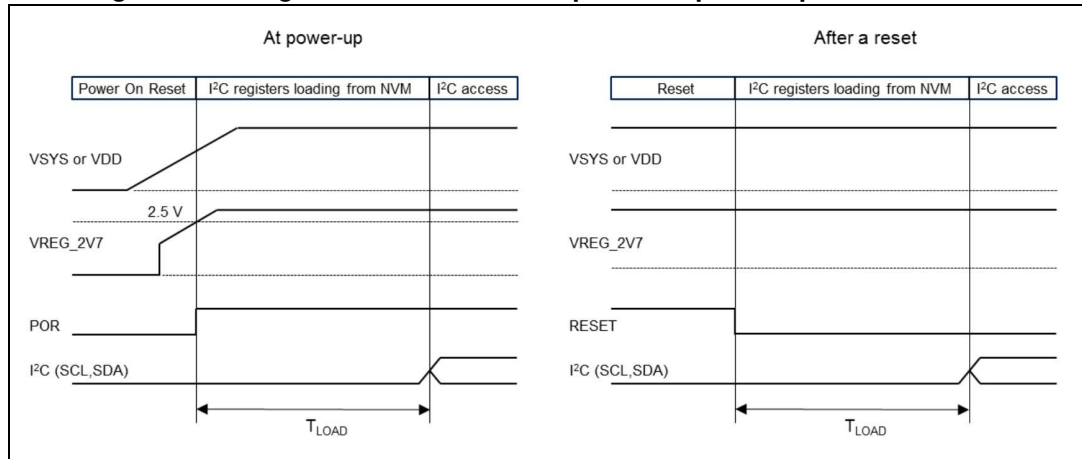 At power-up
Power On Reset
I²C registers loading from NVM
I²C access
VSYS or VDD
2.5 V
VREG_2V7
POR
I²C (SCL,SDA)
TLOAD
After a reset
Reset
I²C registers loading from NVM
I²C access
VSYS or VDD
VREG_2V7
RESET
I²C (SCL,SDA)
TLOAD